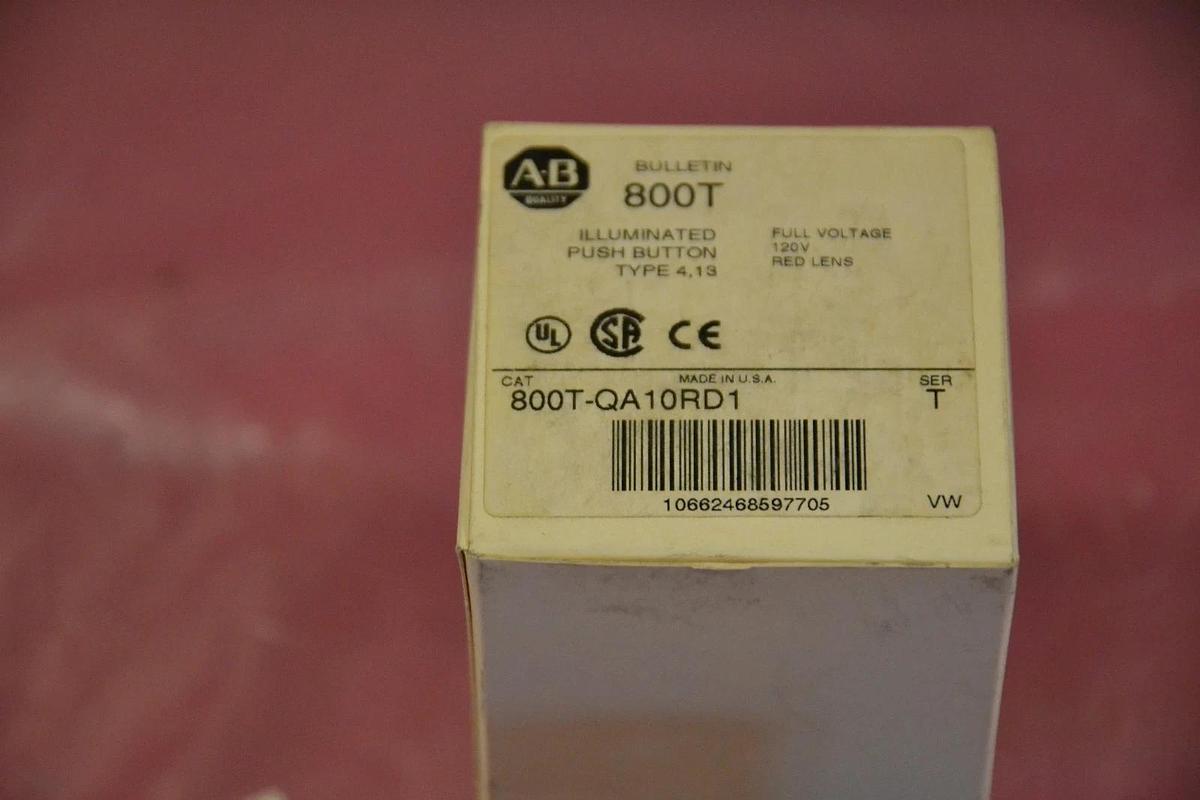 A-B
QUALITY
BULLETIN
800T
ILLUMINATED
PUSH BUTTON
TYPE 4,13
FULL VOLTAGE
120V
RED LENS
UL
SA
CE
CAT
MADE IN U.S.A.
SER
800T-QA10RD1
T
10662468597705
VW